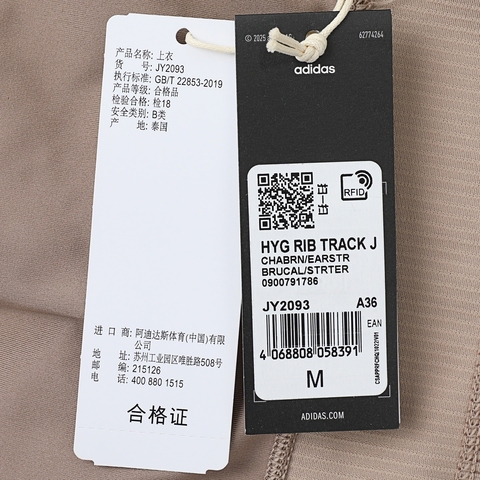 产品名称: 上衣
货 号: JY2093
执行标准: GB/T 22853-2019
产品等级: 合格品
检验合格: 检18
安全类别: B类
产 地: 泰国
进 口 商: 阿迪达斯体育(中国)有限
公司
地 址: 苏州工业园区唯胜路508号
邮 编: 215126
电 话: 400 880 1515
合格证
© 2025
62774264
adidas
RFID
HYG RIB TRACK J
CHABRN/EARSTR
BRUCAL/STRTER
0900791786
JY2093 A36
EAN
4 068808 058391
M
ADIDAS.COM